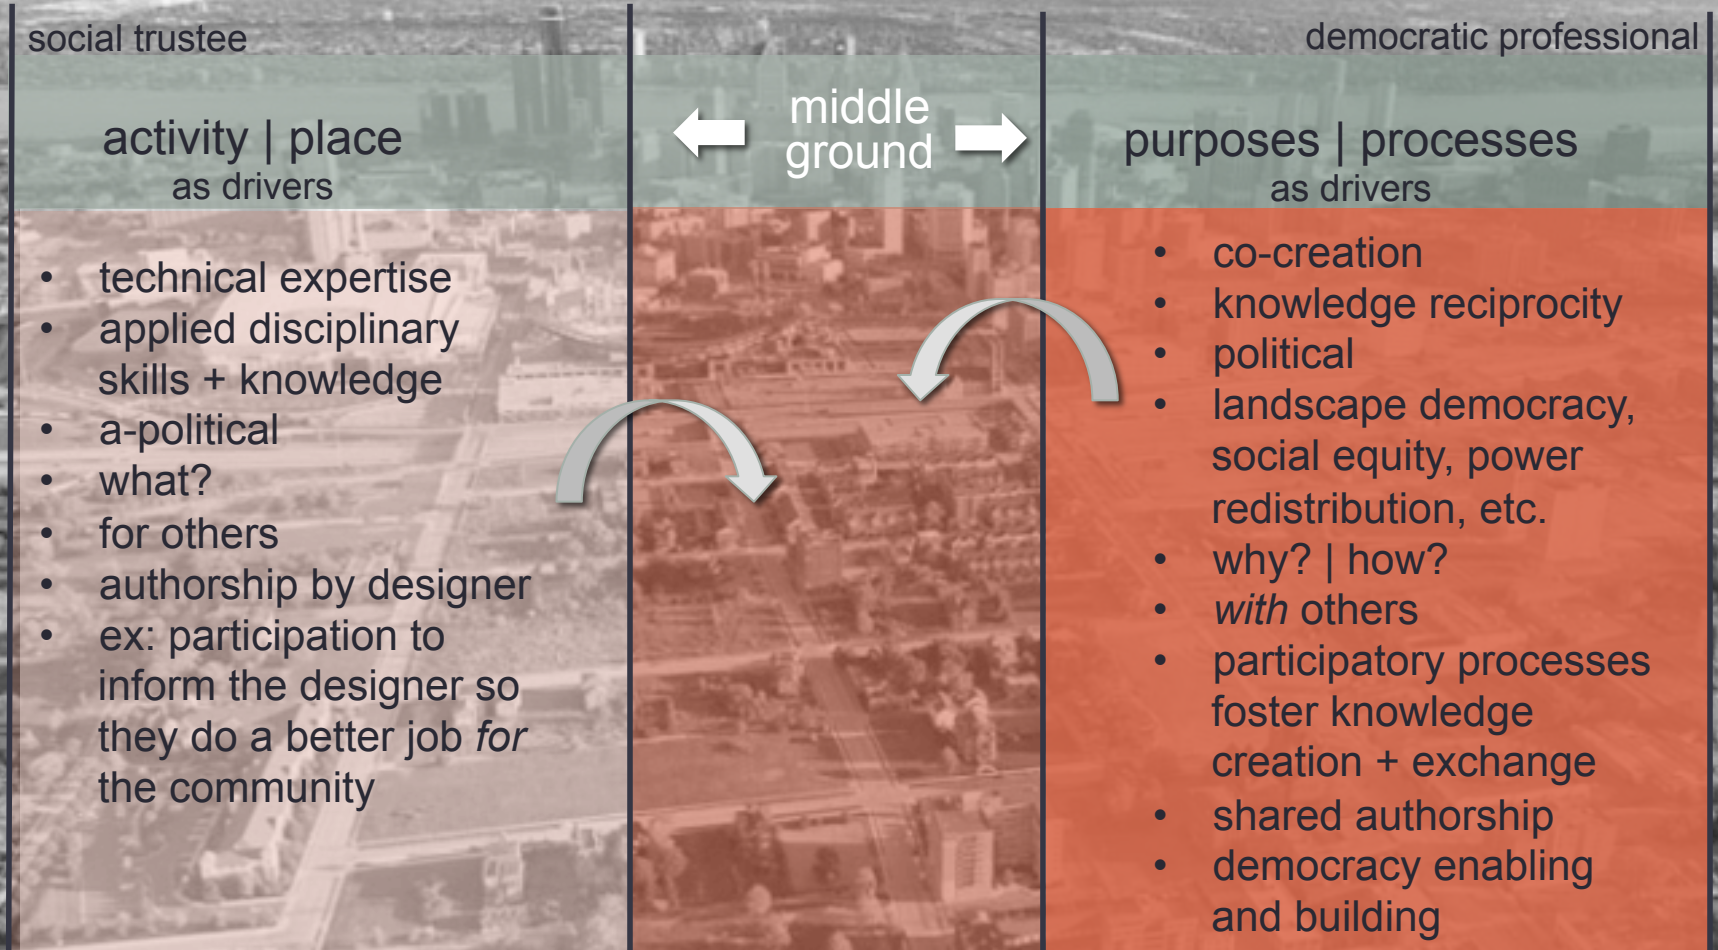 social trustee
activity | place
as drivers
• technical expertise
• applied disciplinary
skills + knowledge
• a-political
• what?
• for others
• authorship by designer
• ex: participation to
inform the designer so
they do a better job for
the community
middle
ground
democratic professional
purposes | processes
as drivers
• co-creation
• knowledge reciprocity
• political
• landscape democracy,
social equity, power
redistribution, etc.
• why? | how?
• with others
• participatory processes
foster knowledge
creation + exchange
• shared authorship
• democracy enabling
and building